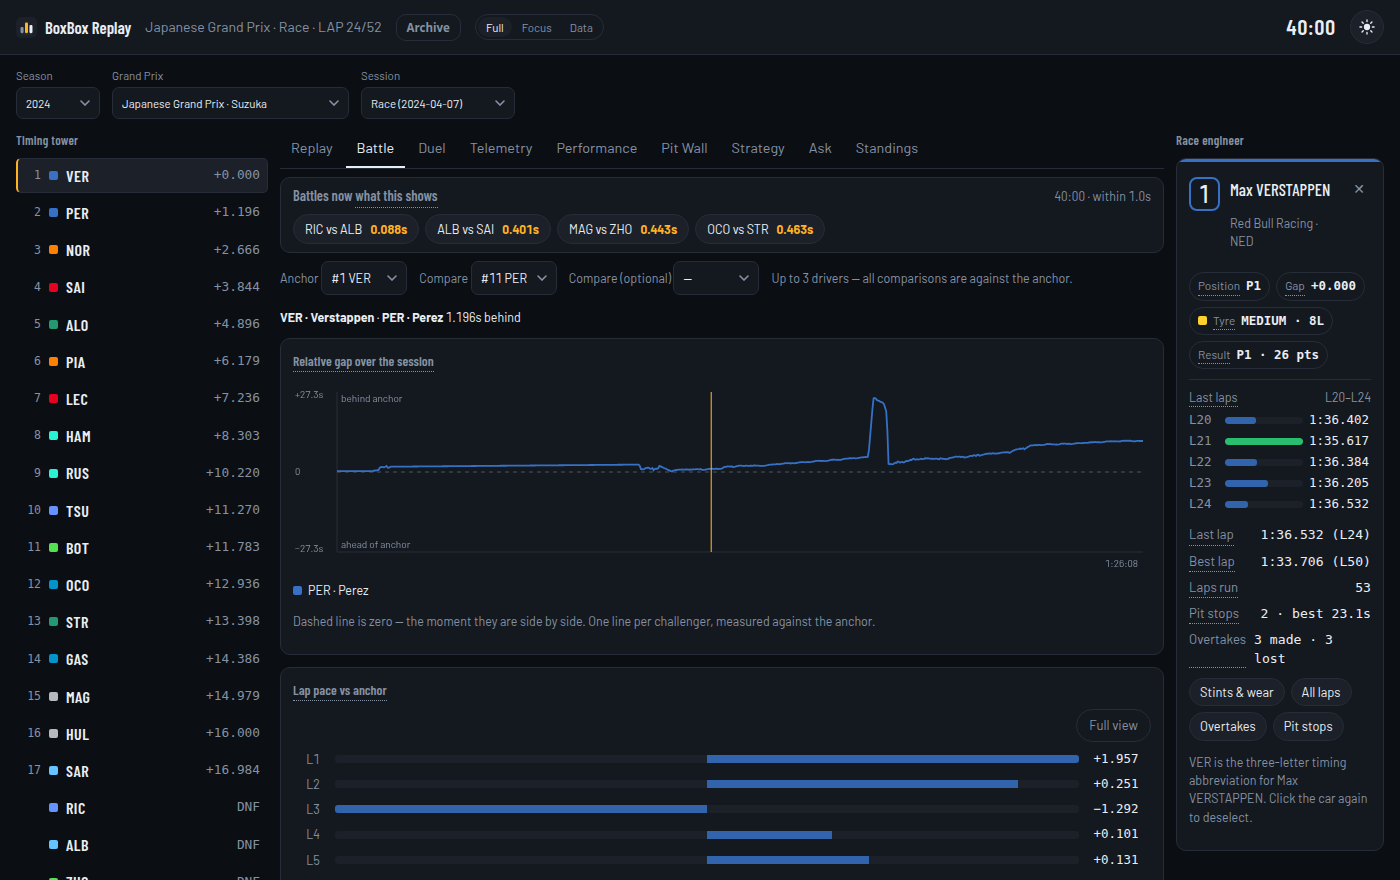 BoxBox Replay
Japanese Grand Prix · Race · LAP 24/52
Archive
Full Focus Data
40:00
Season
2024
Grand Prix
Japanese Grand Prix · Suzuka
Session
Race (2024-04-07)
Timing tower
1 VER +0.000
2 PER +1.196
3 NOR +2.666
4 SAI +3.844
5 ALO +4.896
6 PIA +6.179
7 LEC +7.236
8 HAM +8.303
9 RUS +10.220
10 TSU +11.270
11 BOT +11.783
12 OCO +12.936
13 STR +13.398
14 GAS +14.386
15 MAG +14.979
16 HUL +16.000
17 SAR +16.984
RIC DNF
ALB DNF
Replay Battle Duel Telemetry Performance Pit Wall Strategy Ask Standings
Battles now what this shows
40:00 · within 1.0s
RIC vs ALB 0.088s
ALB vs SAI 0.401s
MAG vs ZHO 0.443s
OCO vs STR 0.463s
Anchor #1 VER Compare #11 PER Compare (optional) — Up to 3 drivers — all comparisons are against the anchor.
VER · Verstappen · PER · Perez 1.196s behind
Relative gap over the session
+27.3s
behind anchor
0
−27.3s
ahead of anchor
1:26:08
PER · Perez
Dashed line is zero — the moment they are side by side. One line per challenger, measured against the anchor.
Lap pace vs anchor
Full view
L1 +1.957
L2 +0.251
L3 −1.292
L4 +0.101
L5 +0.131
Race engineer
1 Max VERSTAPPEN ×
Red Bull Racing ·
NED
Position P1
Gap +0.000
Tyre MEDIUM · 8L
Result P1 · 26 pts
Last laps L20–L24
L20 1:36.402
L21 1:35.617
L22 1:36.384
L23 1:36.205
L24 1:36.532
Last lap 1:36.532 (L24)
Best lap 1:33.706 (L50)
Laps run 53
Pit stops 2 · best 23.1s
Overtakes 3 made · 3
lost
Stints & wear
All laps
Overtakes
Pit stops
VER is the three-letter timing
abbreviation for Max
VERSTAPPEN. Click the car again
to deselect.